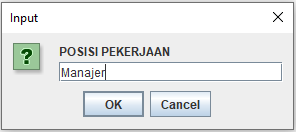 Input
POSISI PEKERJAAN
Manajer
OK
Cancel